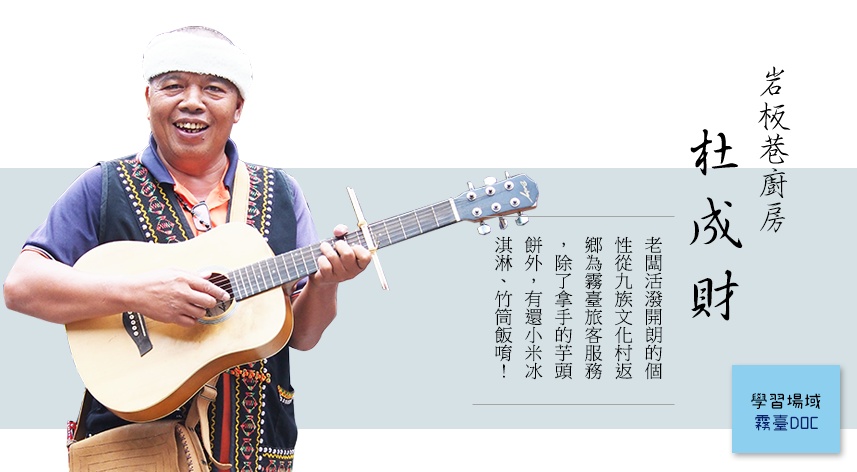 岩板巷廚房
杜成財
老闆活潑開朗的個
性從九族文化村返
鄉為霧臺旅客服務
，除了拿手的芋頭
餅外，有還小米冰
淇淋、竹筒飯唷！
學習場域
霧臺DOC